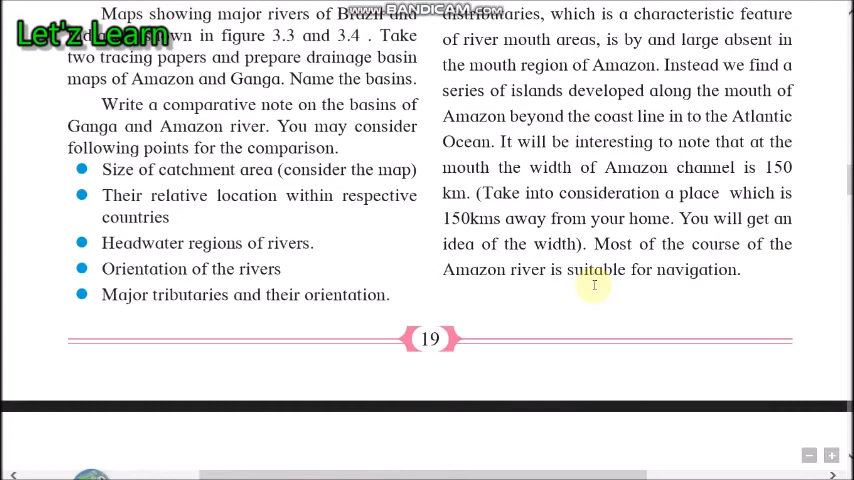 www.BANDICAM.com
Let'z Learn
Maps showing major rivers of Brazil and
in figure 3.3 and 3.4 . Take
two tracing papers and prepare drainage basin
maps of Amazon and Ganga. Name the basins.
Write a comparative note on the basins of
Ganga and Amazon river. You may consider
following points for the comparison.
Size of catchment area (consider the map)
Their relative location within respective
countries
Headwater regions of rivers.
Orientation of the rivers
Major tributaries and their orientation.
distributaries, which is a characteristic feature
of river mouth areas, is by and large absent in
the mouth region of Amazon. Instead we find a
series of islands developed along the mouth of
Amazon beyond the coast line in to the Atlantic
Ocean. It will be interesting to note that at the
mouth the width of Amazon channel is 150
km. (Take into consideration a place which is
150kms away from your home. You will get an
idea of the width). Most of the course of the
Amazon river is suitable for navigation.
19